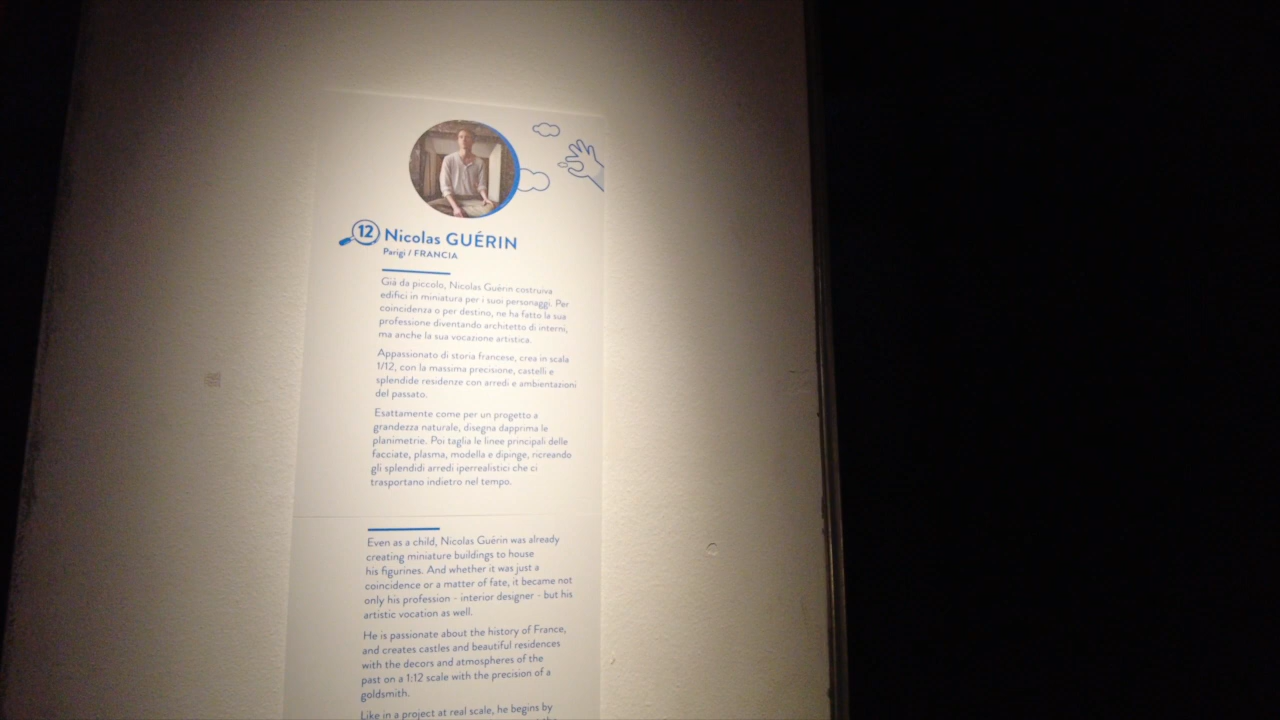 12 Nicolas GUÉRIN
Parigi / FRANCIA
Già da piccolo, Nicolas Guérin costruiva
edifici in miniatura per i suoi personaggi. Per
coincidenza o per destino, ne ha fatto la sua
professione diventando architetto di interni,
ma anche la sua vocazione artistica.
Appassionato di storia francese, crea in scala
1/12, con la massima precisione, castelli e
splendide residenze con arredi e ambientazioni
del passato.
Esattamente come per un progetto a
grandezza naturale, disegna dapprima le
planimetrie. Poi taglia le linee principali delle
facciate, plasma, modella e dipinge, ricreando
gli splendidi arredi iperrealistici che ci
trasportano indietro nel tempo.
Even as a child, Nicolas Guérin was already
creating miniature buildings to house
his figurines. And whether it was just a
coincidence or a matter of fate, it became not
only his profession - interior designer - but his
artistic vocation as well.
He is passionate about the history of France,
and creates castles and beautiful residences
with the decors and atmospheres of the
past on a 1:12 scale with the precision of a
goldsmith.
Like in a project at real scale, he begins by